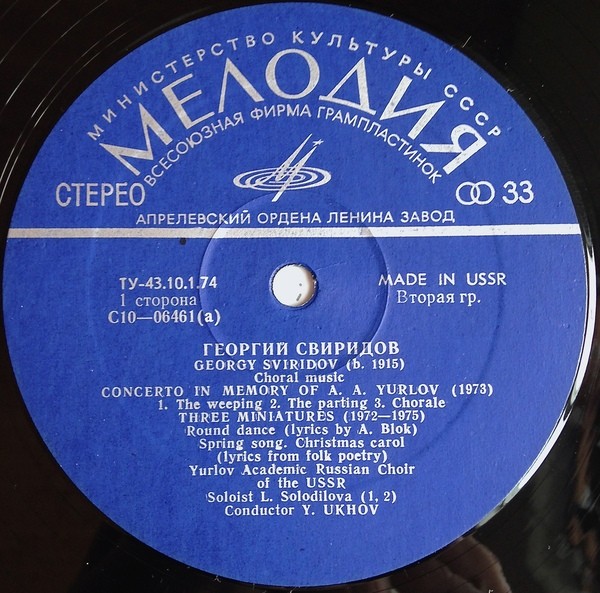 МИНИСТЕРСТВО КУЛЬТУРЫ СССР
МЕЛОДИЯ
ВСЕСОЮЗНАЯ ФИРМА ГРАМПЛАСТИНОК
СТЕРЕО
33
АПРЕЛЕВСКИЙ ОРДЕНА ЛЕНИНА ЗАВОД
ТУ-43.10.1.74
MADE IN USSR
1 сторона
Вторая гр.
С10—06461(а)
ГЕОРГИЙ СВИРИДОВ
GEORGY SVIRIDOV (b. 1915)
Choral music
CONCERTO IN MEMORY OF A. A. YURLOV (1973)
1. The weeping 2. The parting 3. Chorale
THREE MINIATURES (1972—1975)
Round dance (lyrics by A. Blok)
Spring song. Christmas carol
(lyrics from folk poetry)
Yurlov Academic Russian Choir
of the USSR
Soloist L. Solodilova (1, 2)
Conductor Y. UKHOV